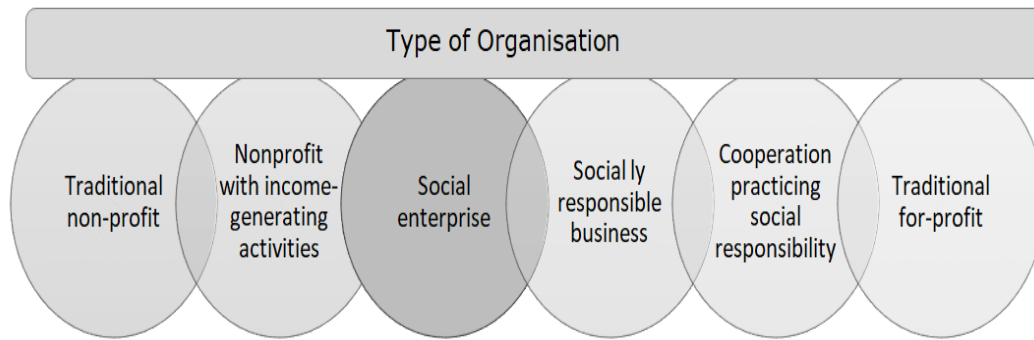 Type of Organisation
Traditional
non-profit
Nonprofit
with income-
generating
activities
Social
enterprise
Social ly
responsible
business
Cooperation
practicing
social
responsibility
Traditional
for-profit